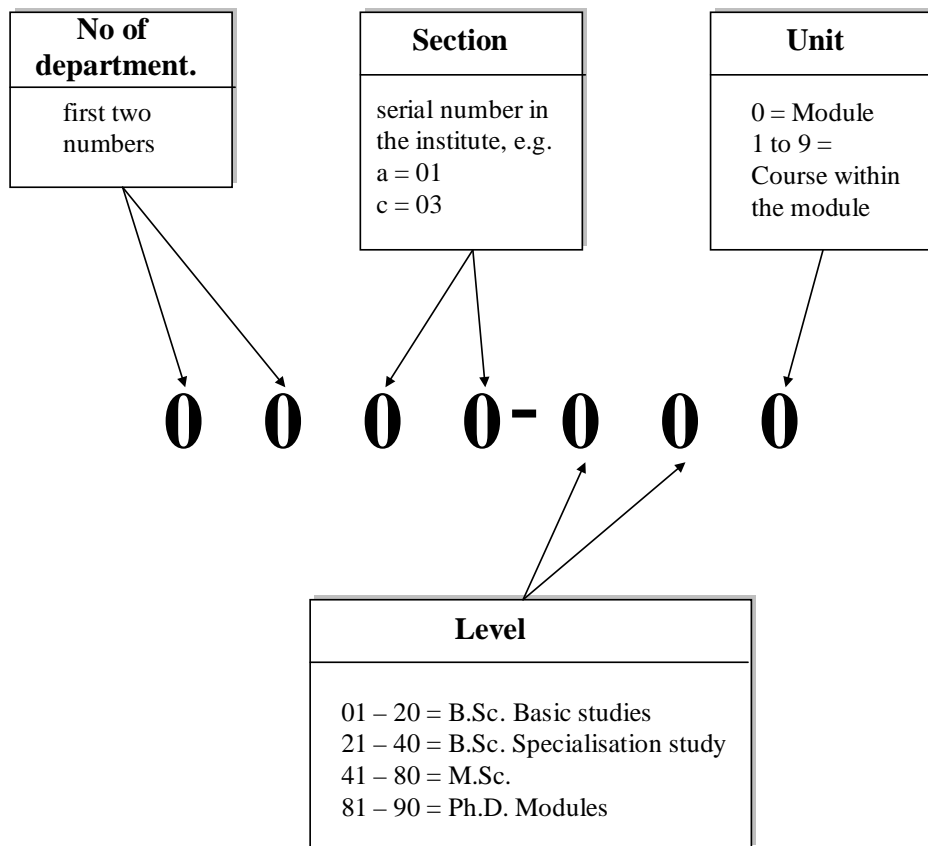 No of
department.
first two
numbers
Section
serial number in
the institute, e.g.
a = 01
c = 03
Unit
0 = Module
1 to 9 =
Course within
the module
0 0 0 0 - 0 0 0
Level
01 – 20 = B.Sc. Basic studies
21 – 40 = B.Sc. Specialisation study
41 – 80 = M.Sc.
81 – 90 = Ph.D. Modules